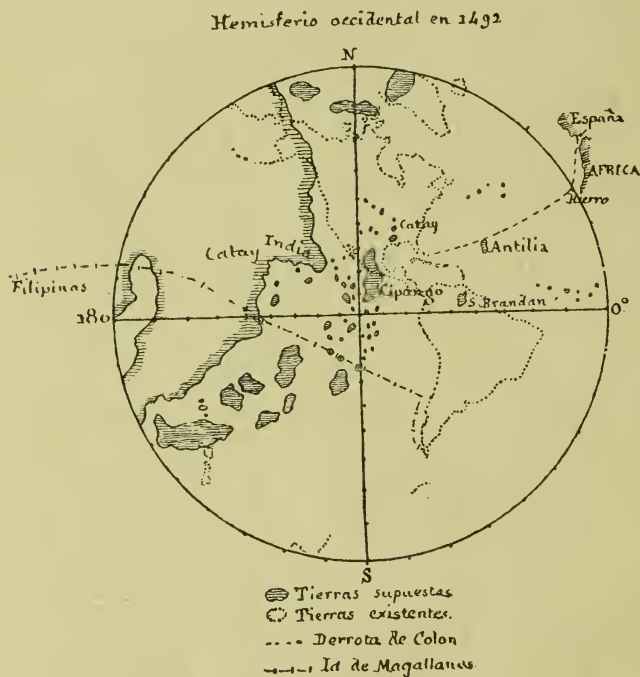 Hemisferio occidental en 1492
N
España
AFRICA
Hierro
Catay
Catay India
Antilia
Filipinas
Cipango
S. Brandan
180
0°
S
Tierras supuestas
Tierras existentes.
Derrota de Colon
Id de Magallanes